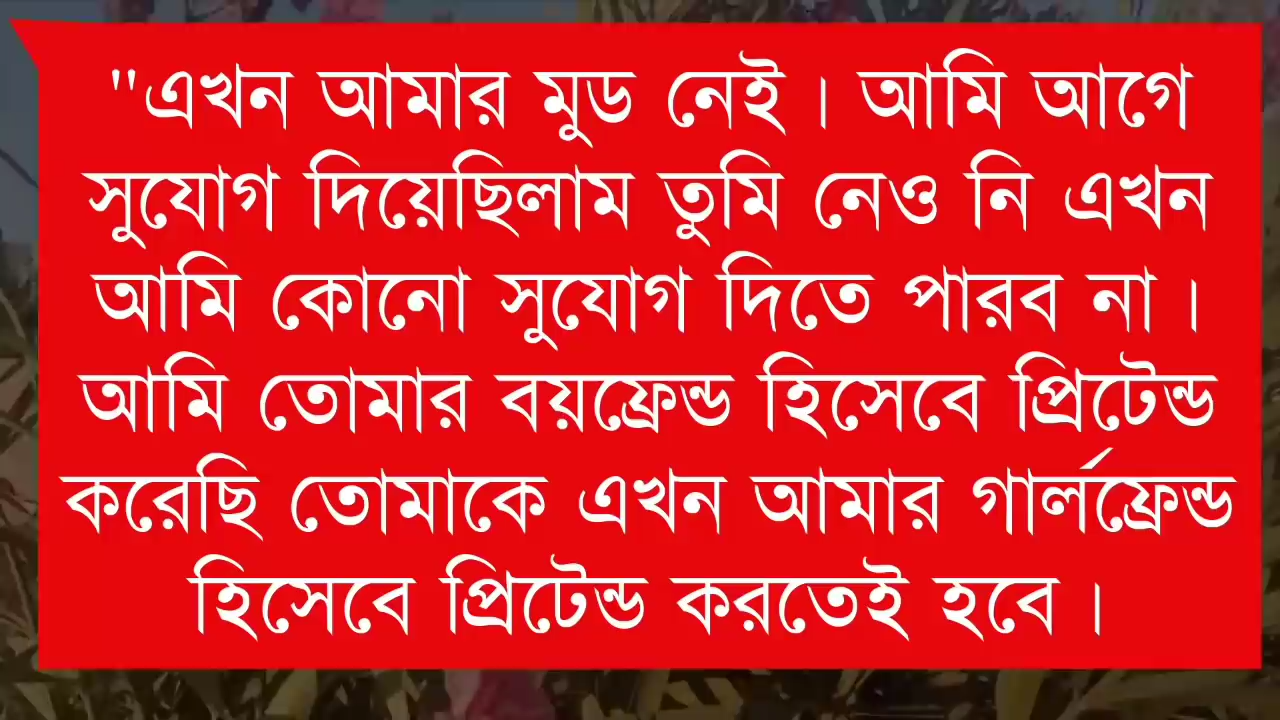 "এখন আমার মুড নেই। আমি আগে
সুযোগ দিয়েছিলাম তুমি নেও নি এখন
আমি কোনো সুযোগ দিতে পারব না।
আমি তোমার বয়ফ্রেন্ড হিসেবে প্রিটেন্ড
করেছি তোমাকে এখন আমার গার্লফ্রেন্ড
হিসেবে প্রিটেন্ড করতেই হবে।